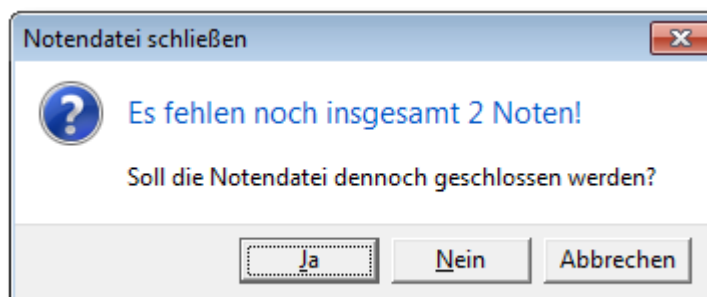 Notendatei schließen
Es fehlen noch insgesamt 2 Noten!
Soll die Notendatei dennoch geschlossen werden?
Ja Nein Abbrechen